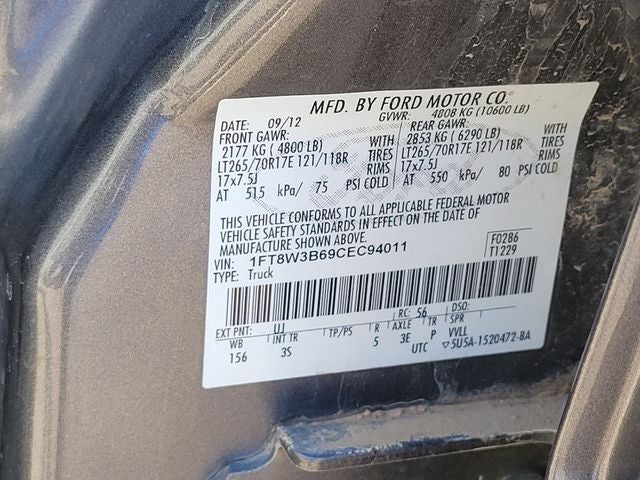 MFD. BY FORD MOTOR CO.
DATE: 09/12 GVWR: 4808 KG (10600 LB)
FRONT GAWR: WITH REAR GAWR: WITH
2177 KG ( 4800 LB) TIRES 2853 KG ( 6290 LB) TIRES
LT265/70R17E 121/118R RIMS LT265/70R17E 121/118R RIMS
17x7.5J 17x7.5J
AT 515 kPa/ 75 PSI COLD AT 550 kPa/ 80 PSI COLD
THIS VEHICLE CONFORMS TO ALL APPLICABLE FEDERAL MOTOR
VEHICLE SAFETY STANDARDS IN EFFECT ON THE DATE OF
MANUFACTURE SHOWN ABOVE.
VIN: 1FT8W3B69CEC94011 F0286
TYPE: Truck T1229
EXT PNT: UJ RC: 56 DSO:
WB INT TR TP/PS R AXLE TR SPR
156 3S 5 3E P VVLL
UTC ▽5U5A-1520472-BA